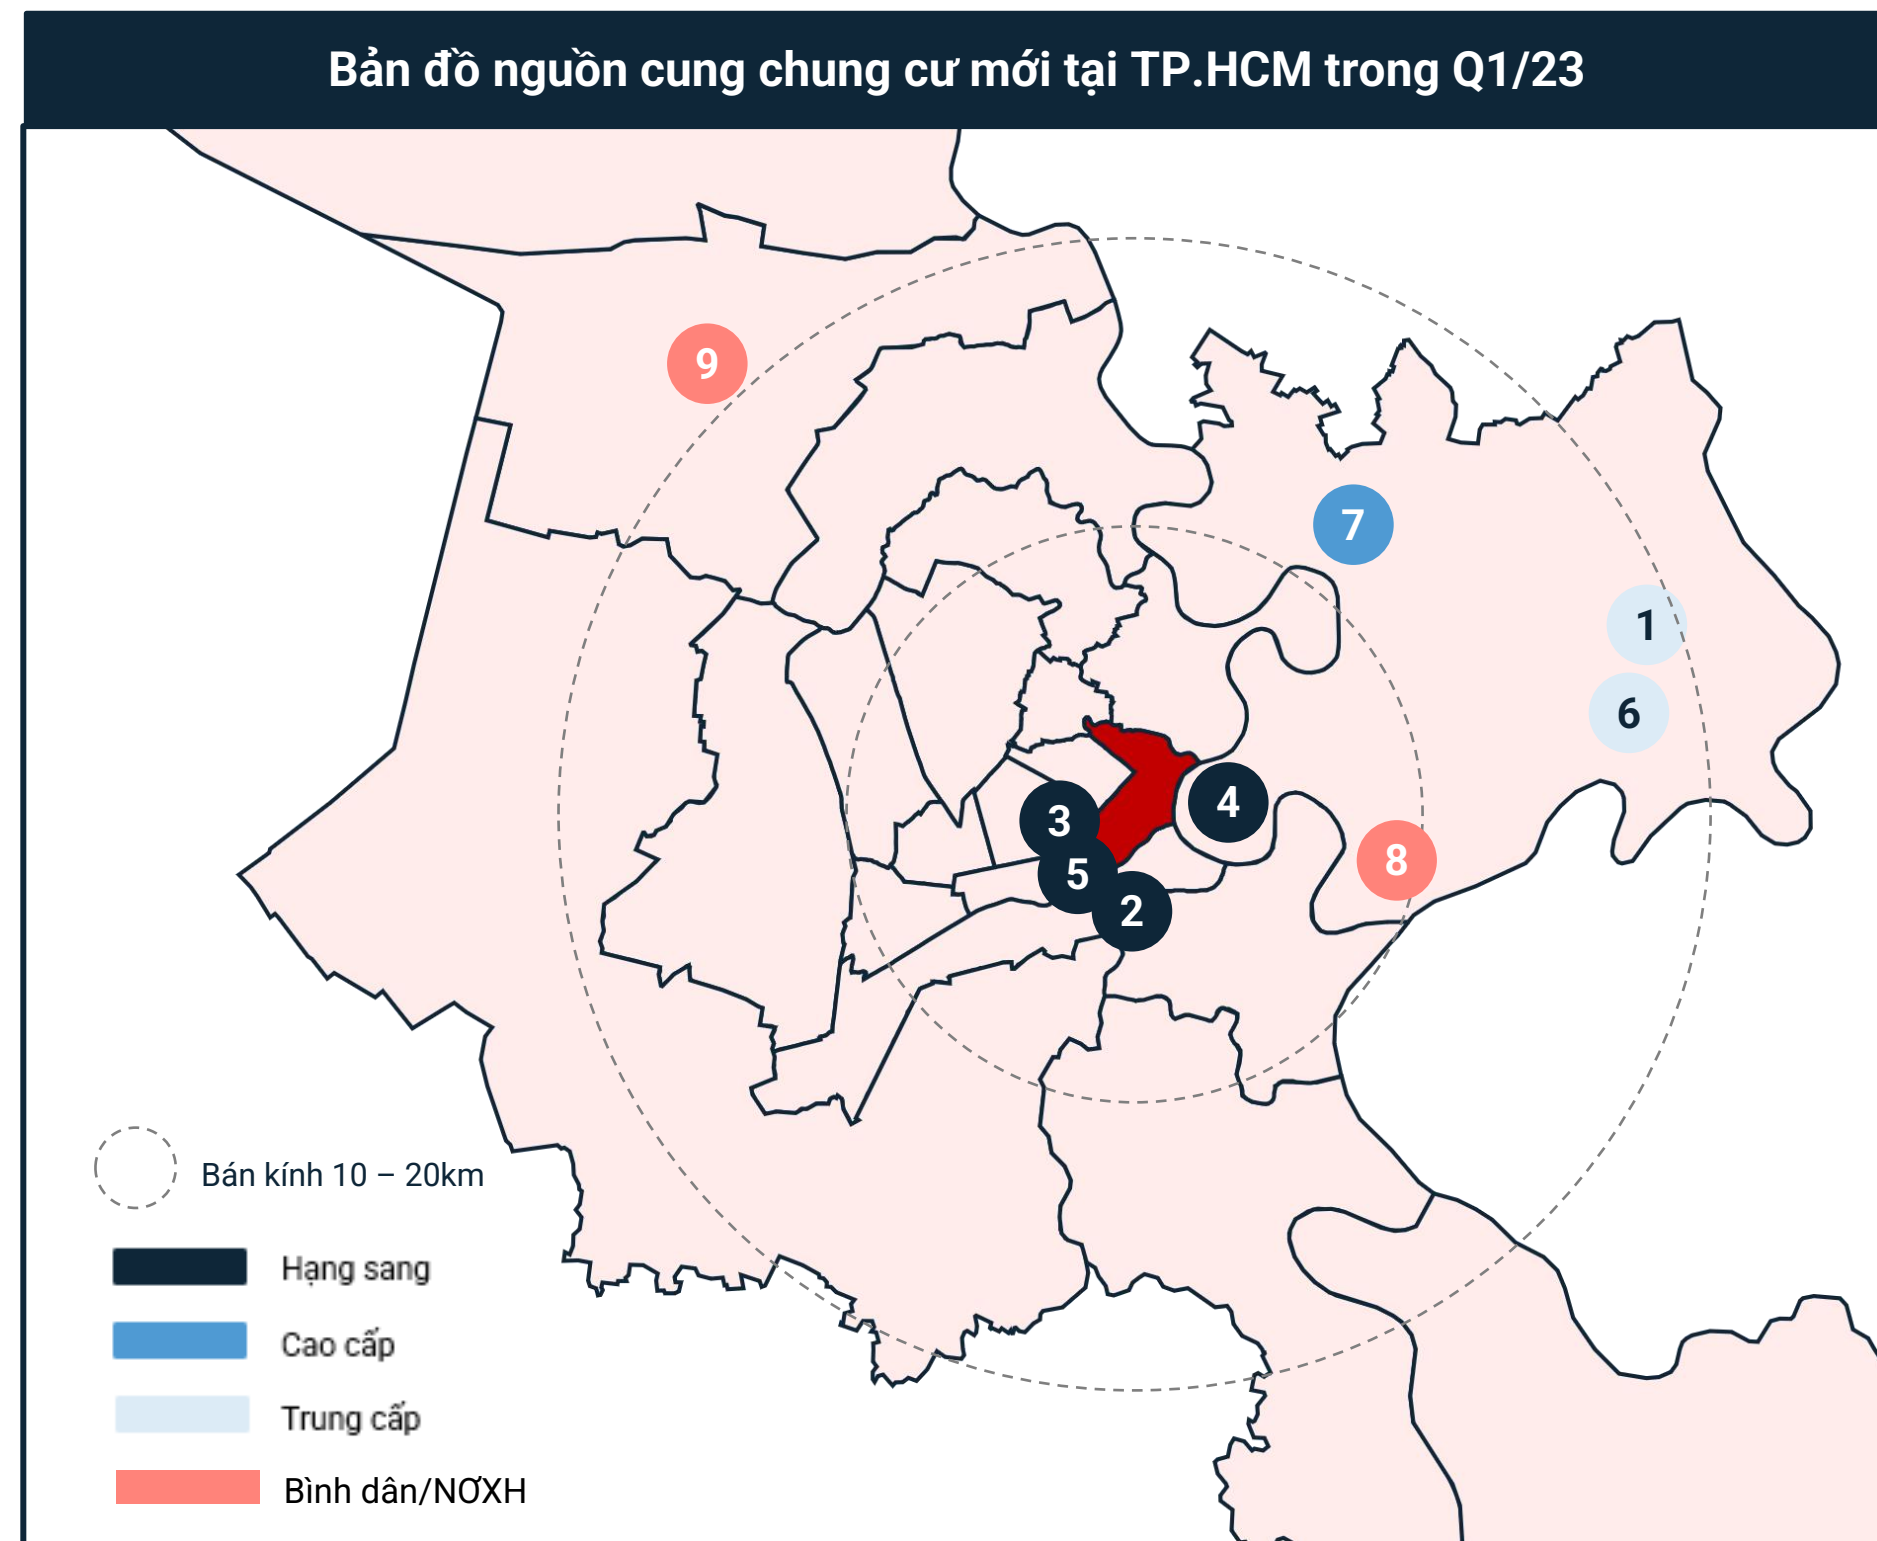 Bản đồ nguồn cung chung cư mới tại TP.HCM trong Q1/23
9
7
1
6
4
3
8
5
2
Bán kính 10 – 20km
Hạng sang
Cao cấp
Trung cấp
Bình dân/NƠXH